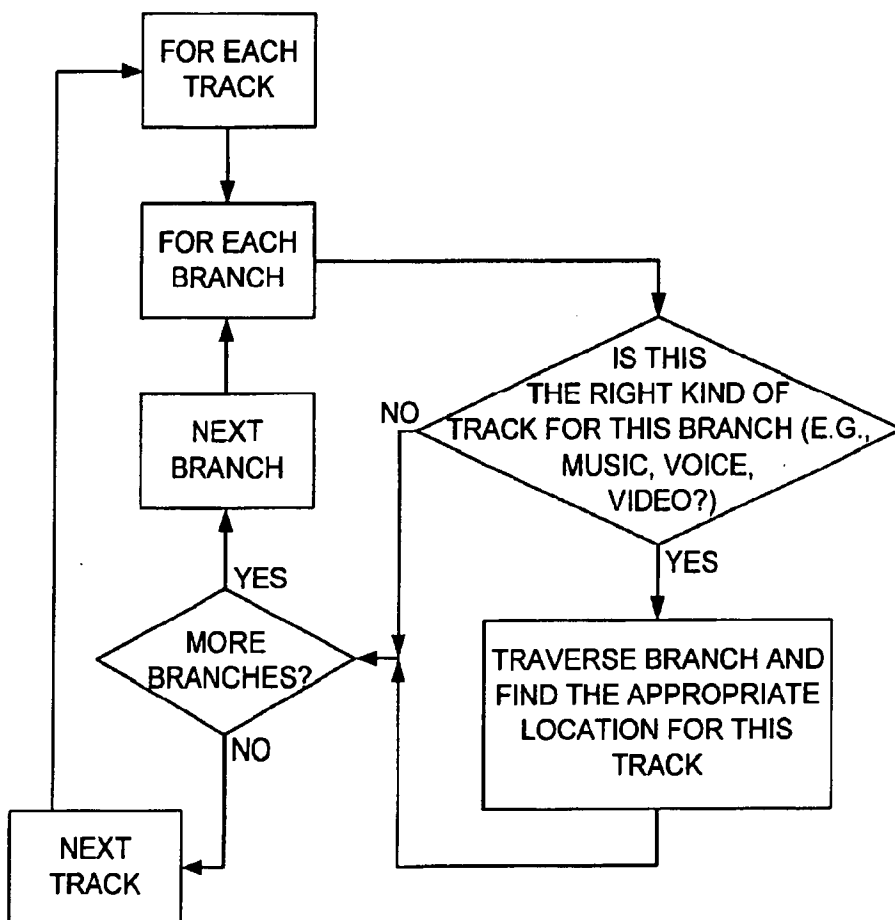 FOR EACH
TRACK
FOR EACH
BRANCH
IS THIS
THE RIGHT KIND OF
TRACK FOR THIS BRANCH (E.G.,
MUSIC, VOICE,
VIDEO?)
NO
YES
NEXT
BRANCH
YES
MORE
BRANCHES?
NO
TRAVERSE BRANCH AND
FIND THE APPROPRIATE
LOCATION FOR THIS
TRACK
NEXT
TRACK